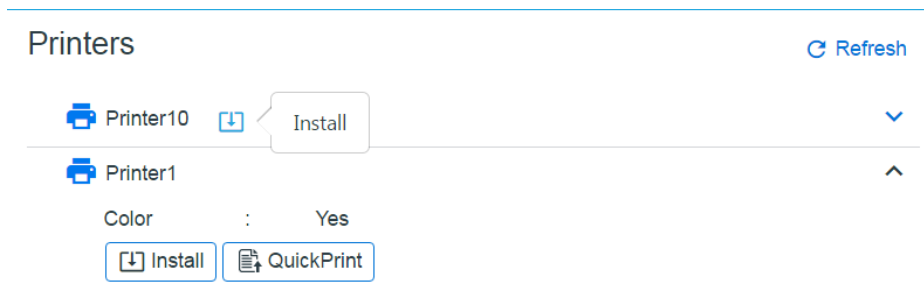 Printers
Refresh
Printer10
Install
Printer1
Color : Yes
Install QuickPrint